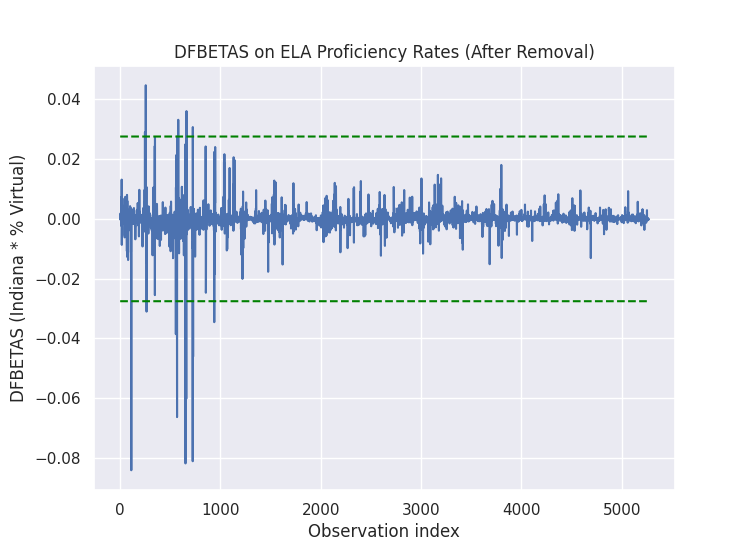 DFBETAS on ELA Proficiency Rates (After Removal)
DFBETAS (Indiana * % Virtual)
0.04
0.02
0.00
−0.02
−0.04
−0.06
−0.08
0 1000 2000 3000 4000 5000
Observation index